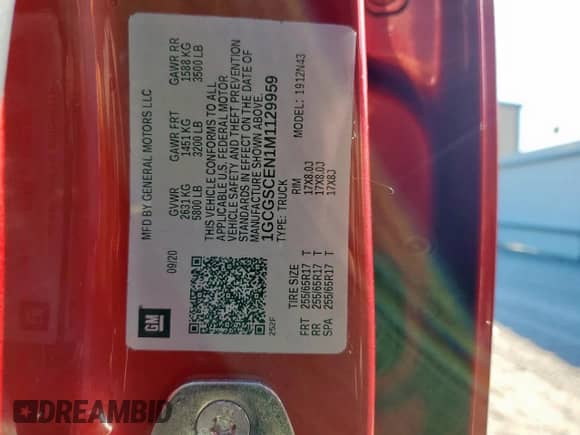 MFD BY GENERAL MOTORS LLC
09/20 GVWR GAWR FRT GAWR RR
2631 KG 1451 KG 1588 KG
5800 LB 3200 LB 3500 LB
THIS VEHICLE CONFORMS TO ALL
APPLICABLE U.S. FEDERAL MOTOR
VEHICLE SAFETY AND THEFT PREVENTION
STANDARDS IN EFFECT ON THE DATE OF
MANUFACTURE SHOWN ABOVE.
1GCGSCEN1M1129959
TYPE: TRUCK MODEL: 1912N43
GM
252F
TIRE SIZE RIM
FRT 255/65R17 T 17X8.0J
RR 255/65R17 T 17X8.0J
SPA 255/65R17 T 17X8J
DREAMBID